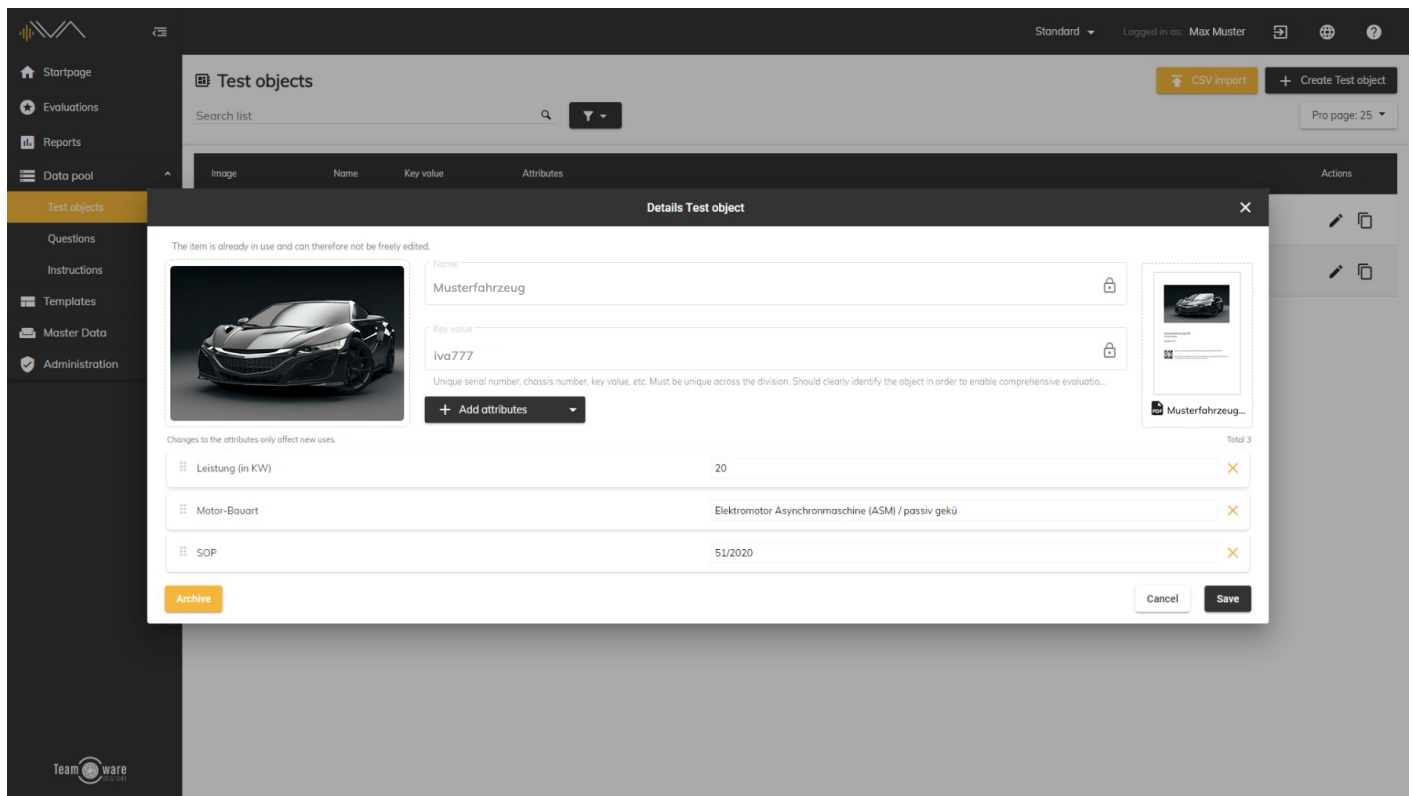 Standard
Logged in as: Max Muster
Startpage
Evaluations
Reports
Data pool
Test objects
Questions
Instructions
Templates
Master Data
Administration
Team ware
SOLUTIONS
Test objects
CSV import
+ Create Test object
Search list
Pro page: 25
Image Name Key value Attributes Actions
Details Test object
The item is already in use and can therefore not be freely edited.
Name
Musterfahrzeug
Key value
iva777
Unique serial number, chassis number, key value, etc. Must be unique across the division. Should clearly identify the object in order to enable comprehensive evaluatio...
+ Add attributes
PDF Musterfahrzeug...
Changes to the attributes only affect new uses.
Total 3
Leistung (in KW) 20
Motor-Bauart Elektromotor Asynchronmaschine (ASM) / passiv gekü
SOP 51/2020
Archive
Cancel
Save